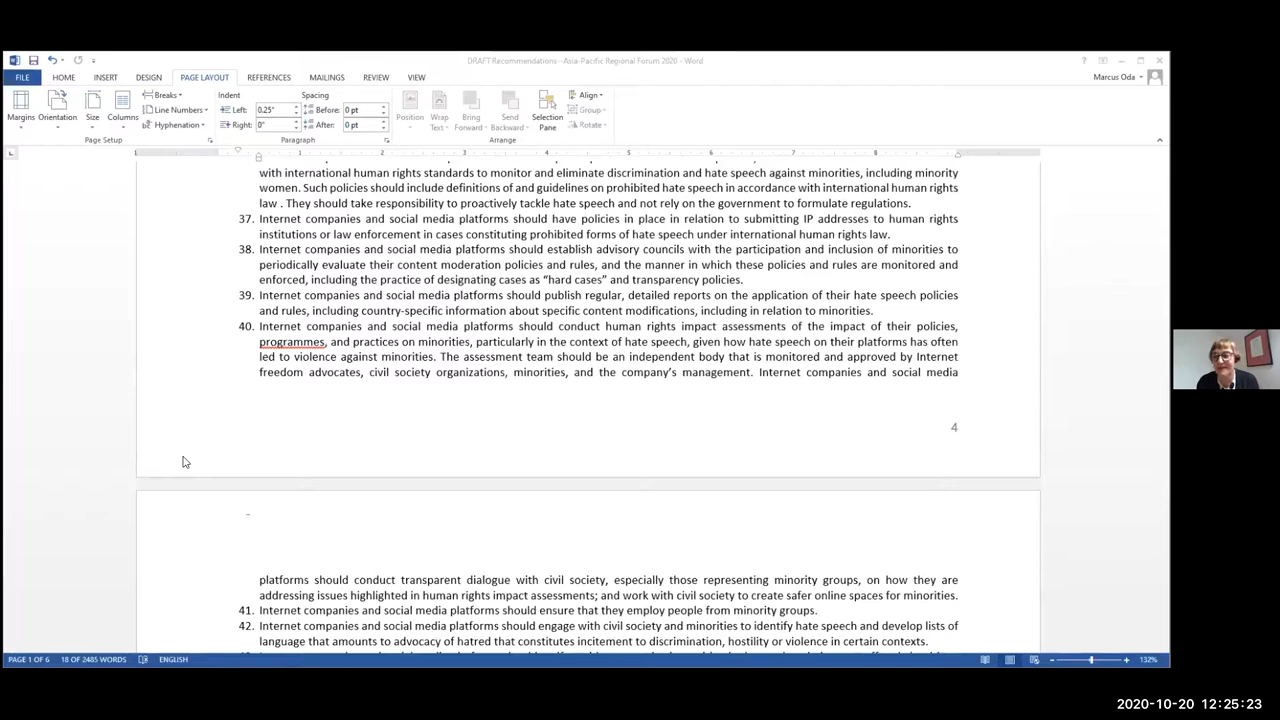 DRAFT Recommendations--Asia-Pacific Regional Forum 2020 - Word
FILE HOME INSERT DESIGN PAGE LAYOUT REFERENCES MAILINGS REVIEW VIEW
Marcus Oda
Margins Orientation Size Columns
Breaks
Line Numbers
Hyphenation
Page Setup
Indent
Left: 0.25"
Right: 0"
Spacing
Before: 0 pt
After: 0 pt
Paragraph
Position
Wrap Text
Bring Forward
Send Backward
Selection Pane
Align
Group
Rotate
Arrange
1 1 2 3 4 5 6 7 8
with international human rights standards to monitor and eliminate discrimination and hate speech against minorities, including minority
women. Such policies should include definitions of and guidelines on prohibited hate speech in accordance with international human rights
law . They should take responsibility to proactively tackle hate speech and not rely on the government to formulate regulations.
37. Internet companies and social media platforms should have policies in place in relation to submitting IP addresses to human rights
institutions or law enforcement in cases constituting prohibited forms of hate speech under international human rights law.
38. Internet companies and social media platforms should establish advisory councils with the participation and inclusion of minorities to
periodically evaluate their content moderation policies and rules, and the manner in which these policies and rules are monitored and
enforced, including the practice of designating cases as “hard cases” and transparency policies.
39. Internet companies and social media platforms should publish regular, detailed reports on the application of their hate speech policies
and rules, including country-specific information about specific content modifications, including in relation to minorities.
40. Internet companies and social media platforms should conduct human rights impact assessments of the impact of their policies,
programmes, and practices on minorities, particularly in the context of hate speech, given how hate speech on their platforms has often
led to violence against minorities. The assessment team should be an independent body that is monitored and approved by Internet
freedom advocates, civil society organizations, minorities, and the company’s management. Internet companies and social media
4
platforms should conduct transparent dialogue with civil society, especially those representing minority groups, on how they are
addressing issues highlighted in human rights impact assessments; and work with civil society to create safer online spaces for minorities.
41. Internet companies and social media platforms should ensure that they employ people from minority groups.
42. Internet companies and social media platforms should engage with civil society and minorities to identify hate speech and develop lists of
language that amounts to advocacy of hatred that constitutes incitement to discrimination, hostility or violence in certain contexts.
PAGE 1 OF 6 18 OF 2485 WORDS ENGLISH 132%
2020-10-20 12:25:23